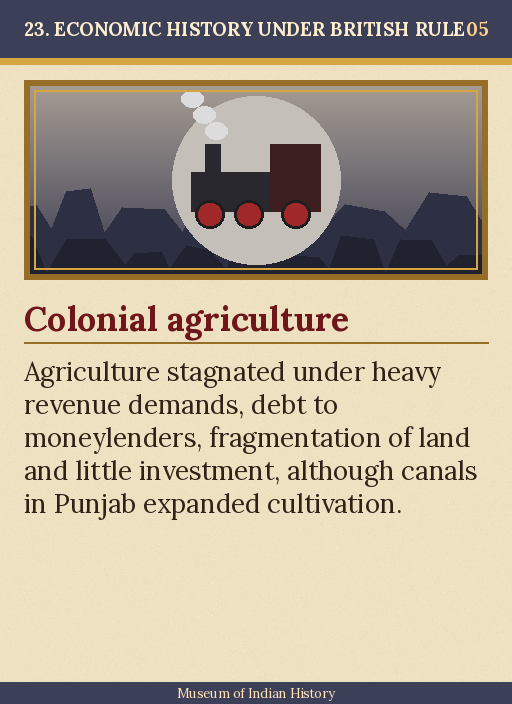 23. ECONOMIC HISTORY UNDER BRITISH RULE 05
Colonial agriculture
Agriculture stagnated under heavy
revenue demands, debt to
moneylenders, fragmentation of land
and little investment, although canals
in Punjab expanded cultivation.
Museum of Indian History